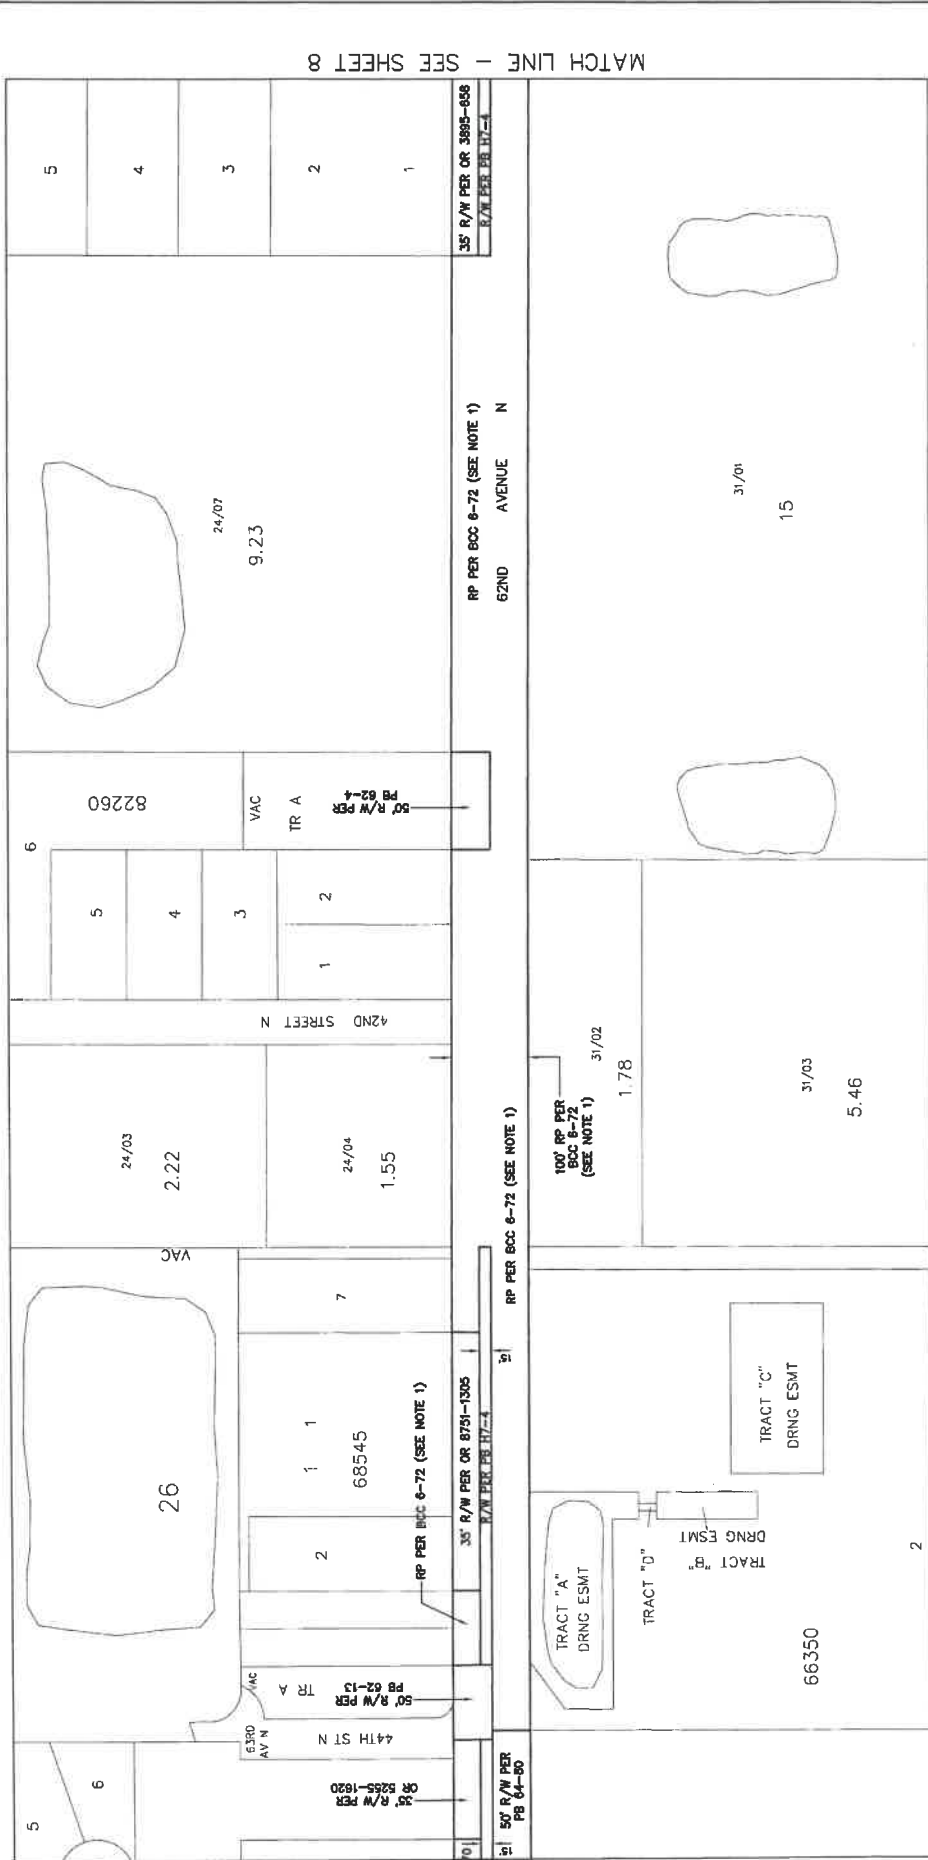 MATCH LINE - SEE SHEET 8
5
4
3
2
1
35' R/W PER OR 3895-658
R/W PER PB H7-4
24/07
9.23
RP PER BCC 6-72 (SEE NOTE 1)
62ND AVENUE N
31/01
15
82260
6
VAC
TR A
50' R/W PER
PB 62-4
5
4
3
2
1
42ND STREET N
24/03
2.22
24/04
1.55
RP PER BCC 6-72 (SEE NOTE 1)
100' RP PER
BCC 6-72
(SEE NOTE 1)
31/02
1.78
31/03
5.46
VAC
26
7
1 1
68545
2
RP PER BCC 6-72 (SEE NOTE 1)
35' R/W PER OR 8751-1305
R/W PER PB H7-4
15'
TRACT "C"
DRNG ESMT
TRACT "A"
DRNG ESMT
TRACT "D"
TRACT "B"
DRNG ESMT
2
66350
VAC
TR A
50' R/W PER
PB 62-13
63RD
AV N
44TH ST N
35' R/W PER
OR 5255-1620
5
6
50' R/W PER
PB 64-80
15'